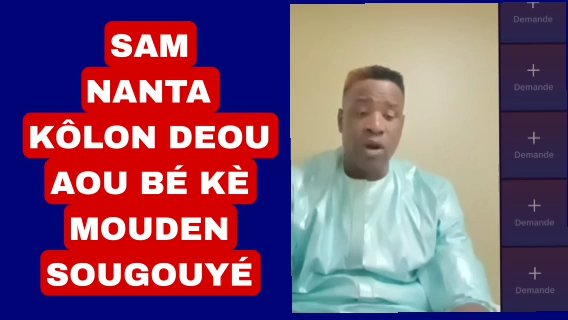 SAM
NANTA
KÔLON DEOU
AOU BÉ KÈ
MOUDEN
SOUGOUYÉ
Demande
Demande
Demande
Demande
Demande